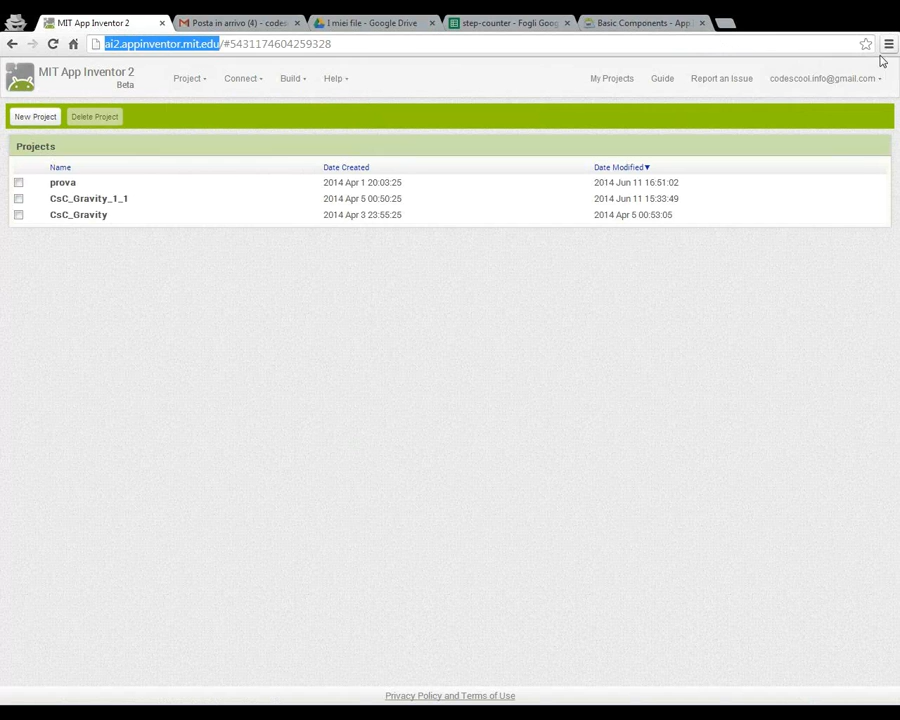 MIT App Inventor 2
Posta in arrivo (4) - codes
I miei file - Google Drive
step-counter - Fogli Goog
Basic Components - App
ai2.appinventor.mit.edu/#5431174604259328
MIT App Inventor 2
Beta
Project
Connect
Build
Help
My Projects
Guide
Report an Issue
codescool.info@gmail.com
New Project
Delete Project
Projects
Name Date Created Date Modified
prova 2014 Apr 1 20:03:25 2014 Jun 11 16:51:02
CsC_Gravity_1_1 2014 Apr 5 00:50:25 2014 Jun 11 15:33:49
CsC_Gravity 2014 Apr 3 23:55:25 2014 Apr 5 00:53:05
Privacy Policy and Terms of Use